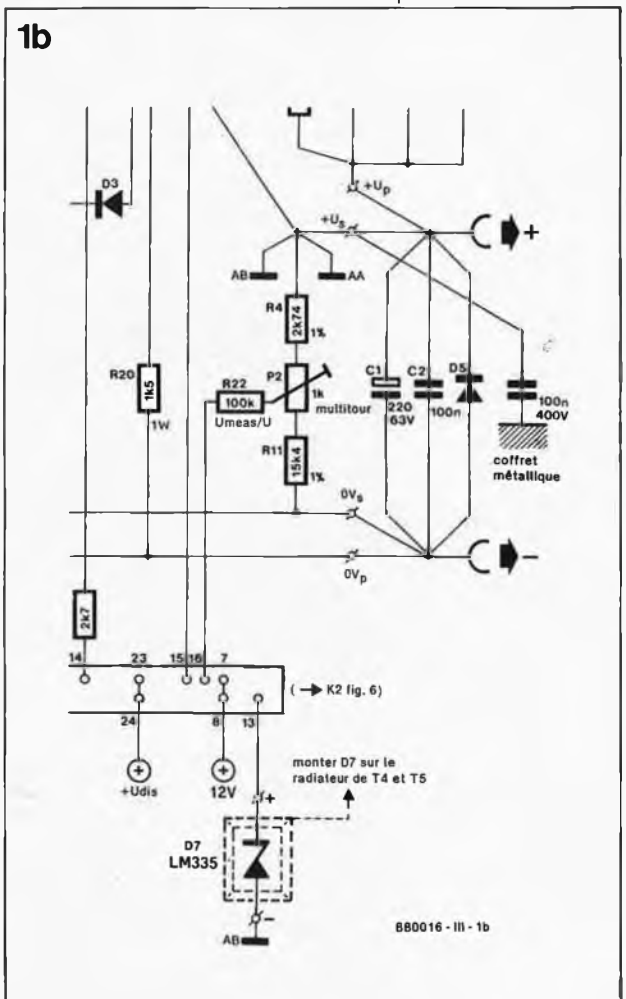 1b
D3
+Up
+Us
+
AB
AA
R4
2k74
1%
R20
1k5
1W
R22
100k
Umeas/U
P2
1k
multitour
R11
15k4
1%
C1
220
63V
C2
100n
D5
100n
400V
coffret
métallique
0Vs
0Vp
-
2k7
14
23
15
16
7
( → K2 fig. 6)
24
8
13
+
+Udis
+
12V
+
monter D7 sur le
radiateur de T4 et T5
D7
LM335
-
AB
880016 - III - 1b